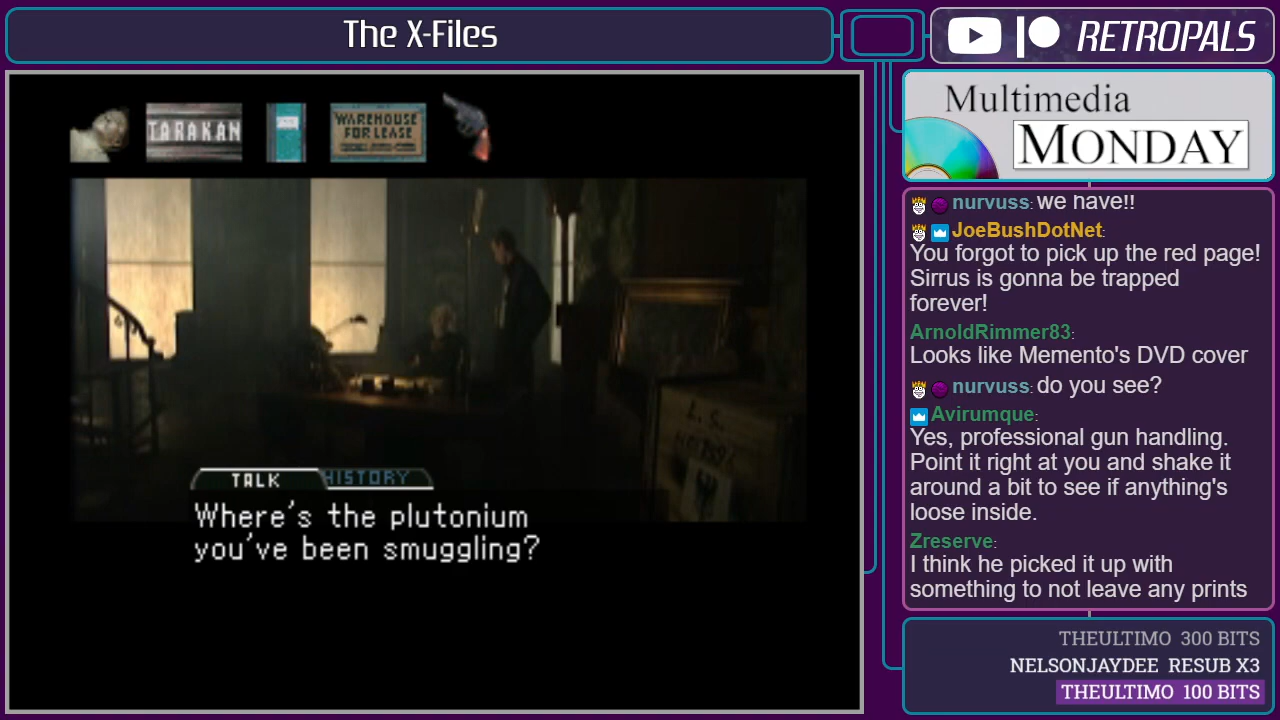 The X-Files
RETROPALS
TARAKAN
WAREHOUSE
FOR LEASE
TALK
HISTORY
Where's the plutonium
you've been smuggling?
Multimedia
MONDAY
nurvuss: we have!!
JoeBushDotNet:
You forgot to pick up the red page!
Sirrus is gonna be trapped
forever!
ArnoldRimmer83:
Looks like Memento's DVD cover
nurvuss: do you see?
Avirumque:
Yes, professional gun handling.
Point it right at you and shake it
around a bit to see if anything's
loose inside.
Zreserve:
I think he picked it up with
something to not leave any prints
THEULTIMO 300 BITS
NELSONJAYDEE RESUB X3
THEULTIMO 100 BITS